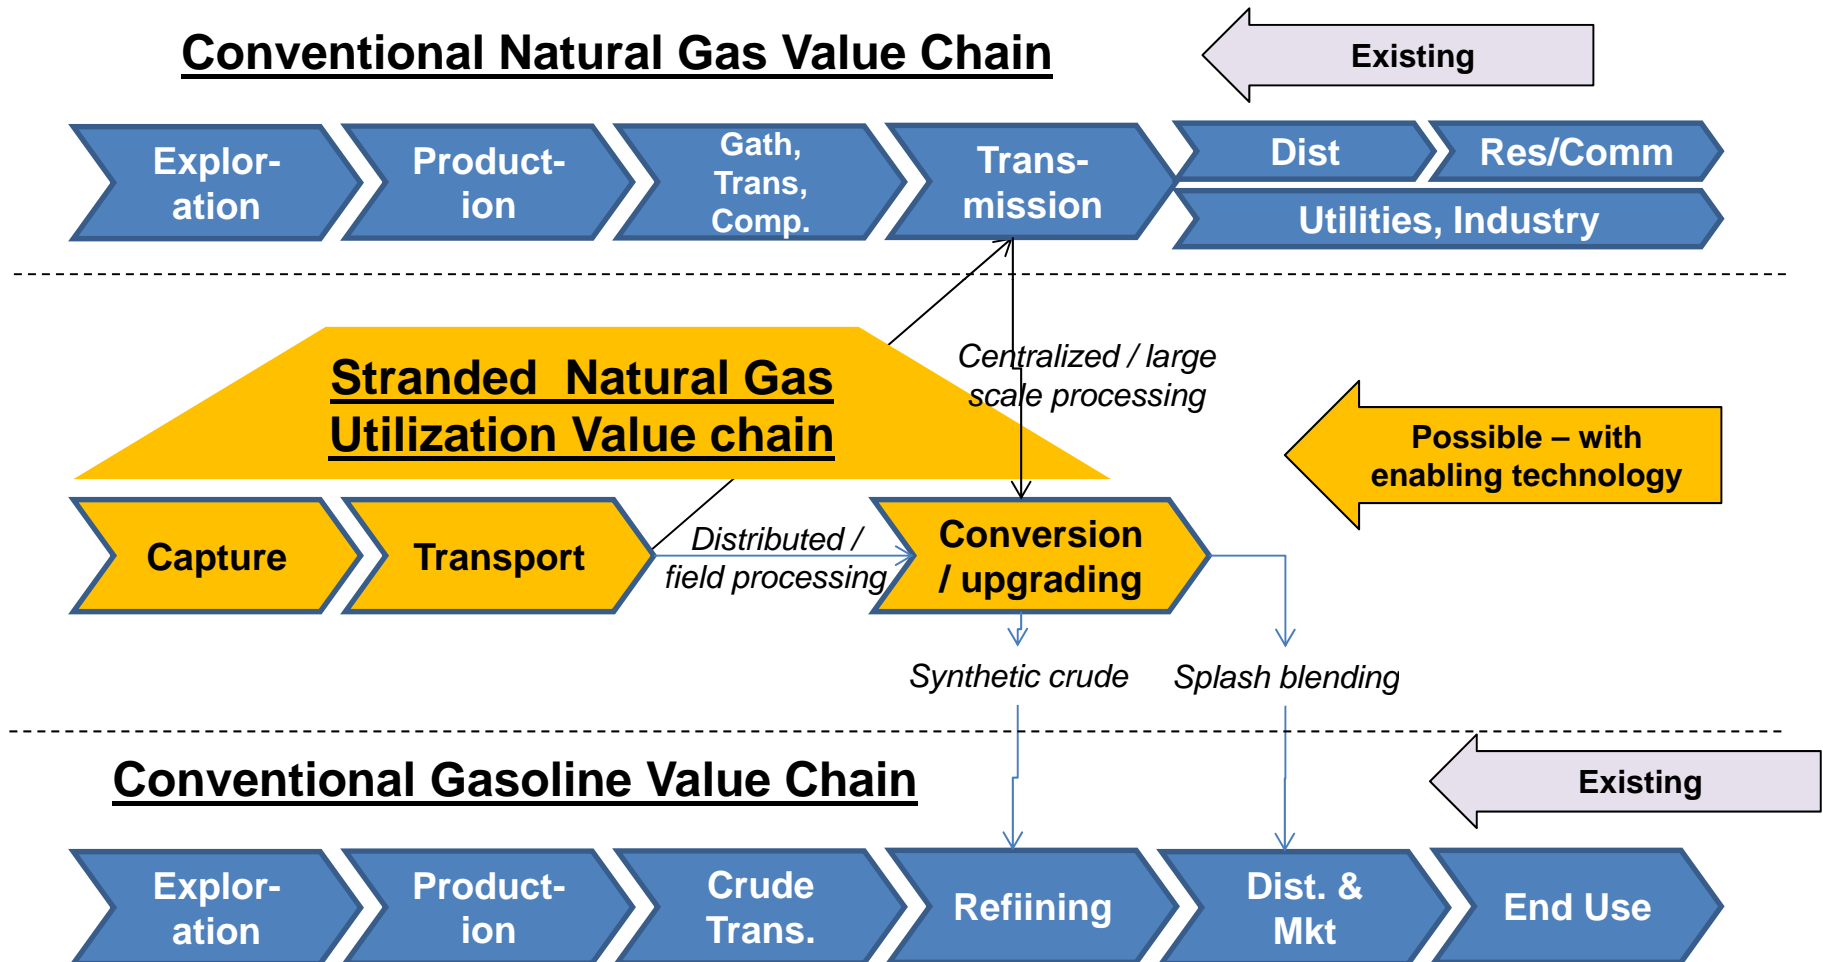 Conventional Natural Gas Value Chain
Existing
Explor-
ation
Product-
ion
Gath,
Trans,
Comp.
Trans-
mission
Dist
Res/Comm
Utilities, Industry
Stranded Natural Gas
Utilization Value chain
Centralized / large
scale processing
Possible – with
enabling technology
Capture
Transport
Distributed /
field processing
Conversion
/ upgrading
Synthetic crude
Splash blending
Conventional Gasoline Value Chain
Existing
Explor-
ation
Product-
ion
Crude
Trans.
Refiining
Dist. &
Mkt
End Use